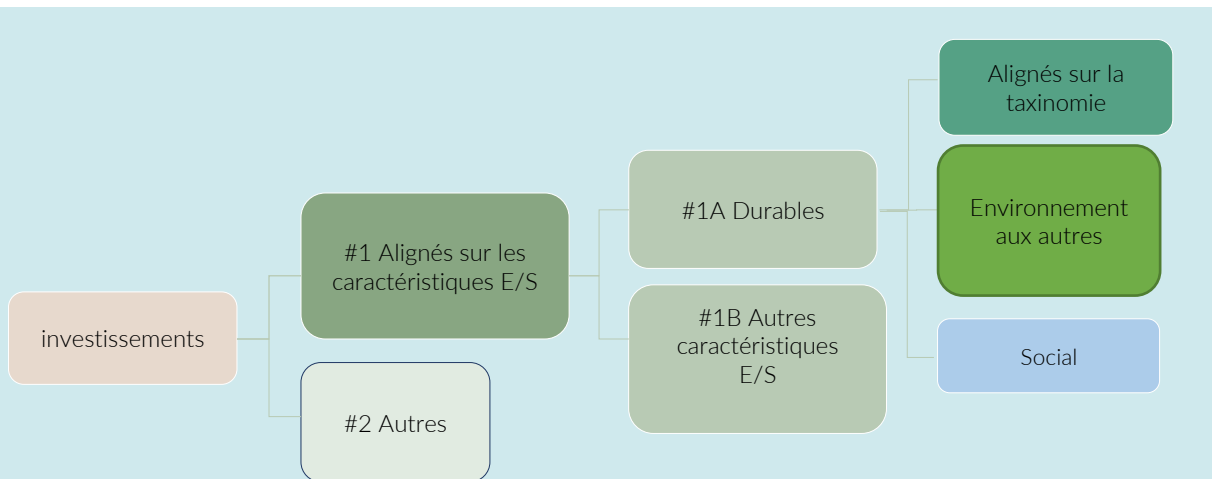 investissements
#1 Alignés sur les
caractéristiques E/S
#2 Autres
#1A Durables
#1B Autres
caractéristiques
E/S
Alignés sur la
taxinomie
Environnement
aux autres
Social